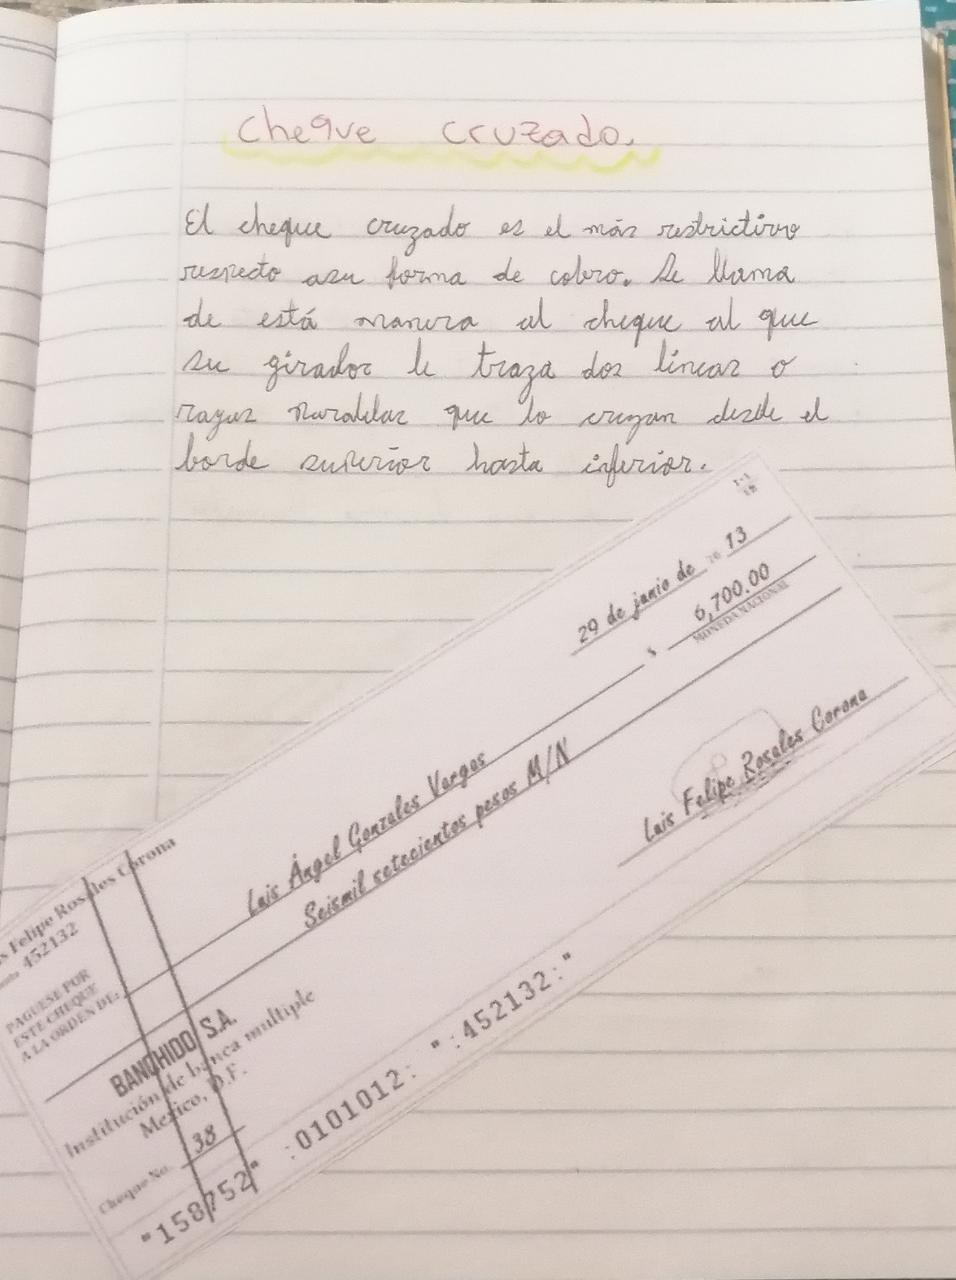 Cheque cruzado.
El cheque cruzado es el más restrictivo
respecto asu forma de cobro. Se llama
de está manera al cheque al que
su girador le traza dos líneas o
rayas paralelas que lo cruzan desde el
borde superior hasta inferior.
29 de junio de 20 13
$ 6,700.00
MONEDA NACIONAL
s Felipe Rosales Corona
452132
PAGUESE POR
ESTE CHEQUE
A LA ORDEN DE:
Luis Ángel Gonzales Vargas
Seismil setecientos pesos M/N
Luis Felipe Rosales Corona
BANCHIDO S.A.
Institución de banca multiple
Mexico, D.F.
Cheque No. 38
"158752" :0101012: ":452132:"